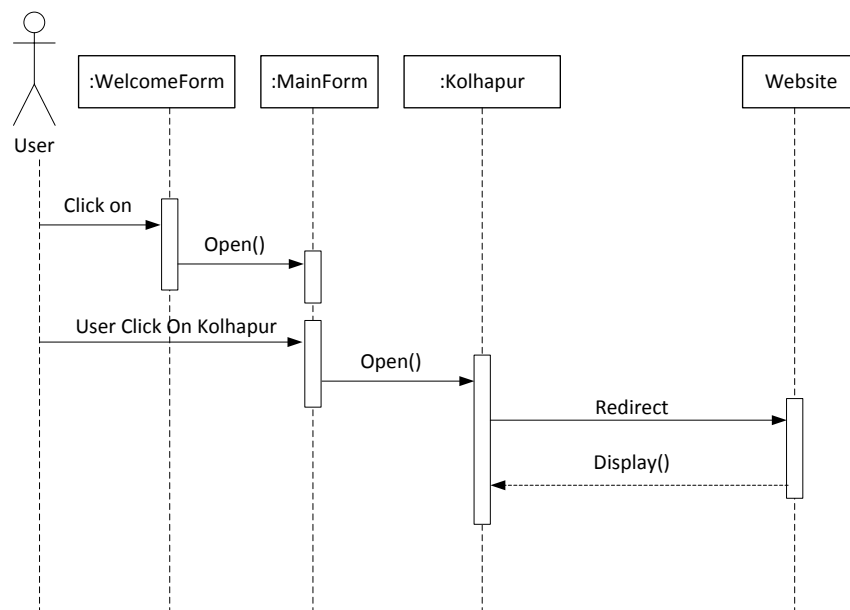 :WelcomeForm
:MainForm
:Kolhapur
Website
User
Click on
Open()
User Click On Kolhapur
Open()
Redirect
Display()